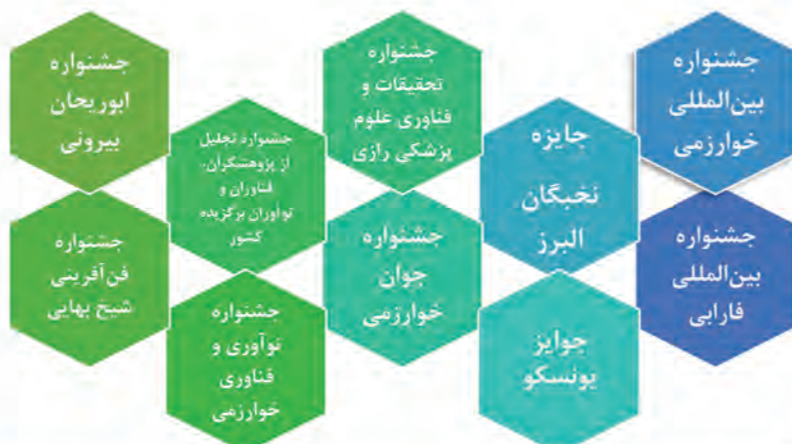 جشنواره
بین‌المللی
خوارزمی
جشنواره
بین‌المللی
فارابی
جایزه
نخبگان
البرز
جوایز
یونسکو
جشنواره
تحقیقات و
فناوری علوم
پزشکی رازی
جشنواره
جوان
خوارزمی
جشنواره تجلیل
از پژوهشگران،
فناوران و
نوآوران برگزیده
کشور
جشنواره
نوآوری و
فناوری
خوارزمی
جشنواره
ابوریحان
بیرونی
جشنواره
فن‌آفرینی
شیخ بهایی